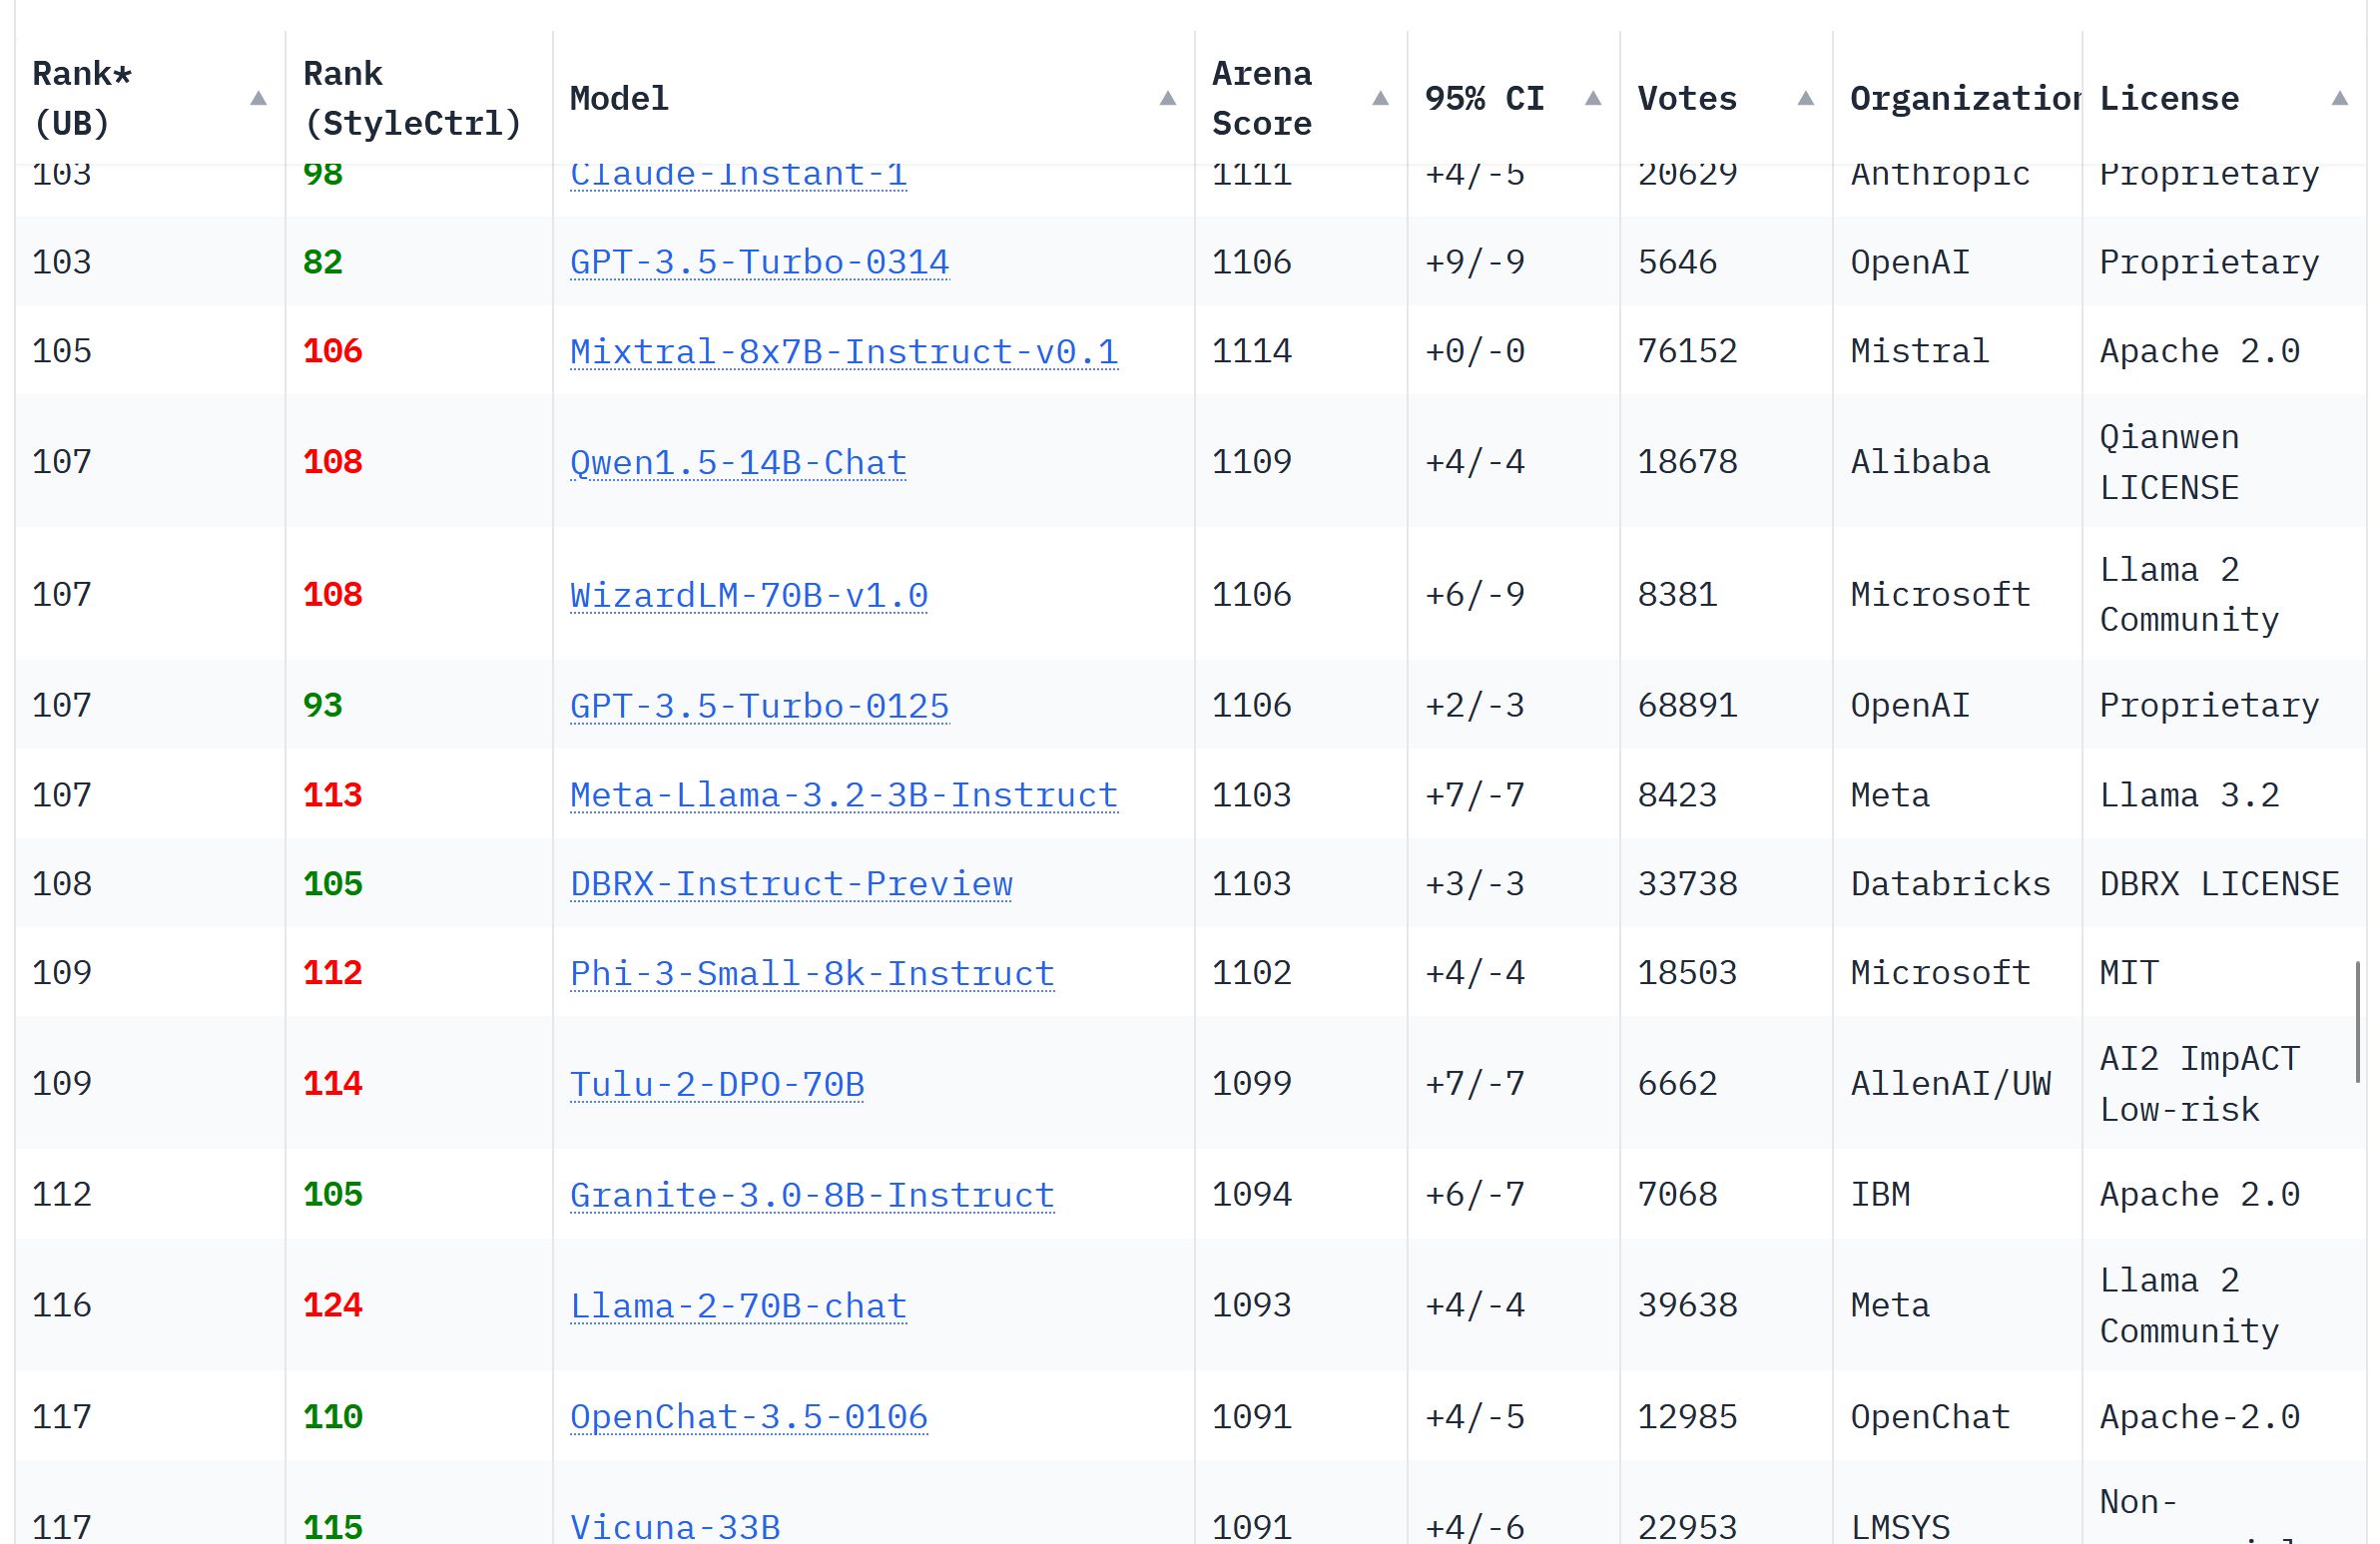 Rank* (UB) ▲ Rank (StyleCtrl) Model ▲ Arena Score ▲ 95% CI ▲ Votes ▲ Organization License ▲
103 98 Claude-Instant-1 1111 +4/-5 20629 Anthropic Proprietary
103 82 GPT-3.5-Turbo-0314 1106 +9/-9 5646 OpenAI Proprietary
105 106 Mixtral-8x7B-Instruct-v0.1 1114 +0/-0 76152 Mistral Apache 2.0
107 108 Qwen1.5-14B-Chat 1109 +4/-4 18678 Alibaba Qianwen LICENSE
107 108 WizardLM-70B-v1.0 1106 +6/-9 8381 Microsoft Llama 2 Community
107 93 GPT-3.5-Turbo-0125 1106 +2/-3 68891 OpenAI Proprietary
107 113 Meta-Llama-3.2-3B-Instruct 1103 +7/-7 8423 Meta Llama 3.2
108 105 DBRX-Instruct-Preview 1103 +3/-3 33738 Databricks DBRX LICENSE
109 112 Phi-3-Small-8k-Instruct 1102 +4/-4 18503 Microsoft MIT
109 114 Tulu-2-DPO-70B 1099 +7/-7 6662 AllenAI/UW AI2 ImpACT Low-risk
112 105 Granite-3.0-8B-Instruct 1094 +6/-7 7068 IBM Apache 2.0
116 124 Llama-2-70B-chat 1093 +4/-4 39638 Meta Llama 2 Community
117 110 OpenChat-3.5-0106 1091 +4/-5 12985 OpenChat Apache-2.0
117 115 Vicuna-33B 1091 +4/-6 22953 LMSYS Non-